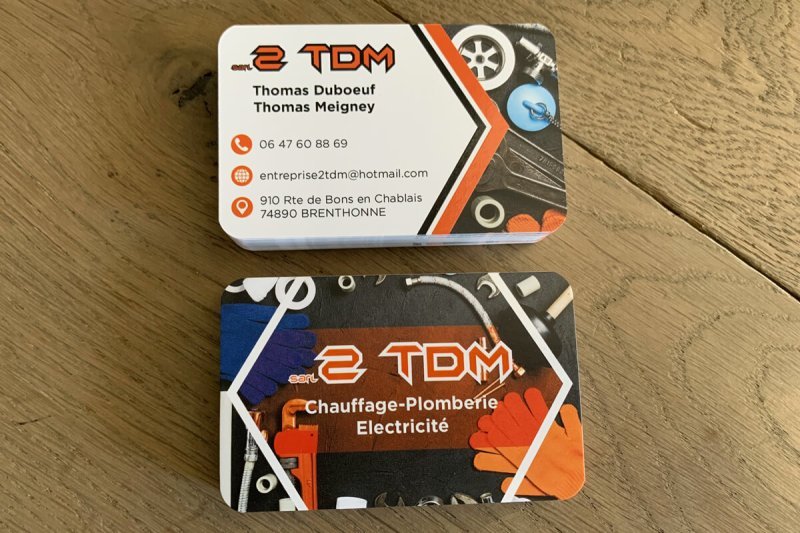 sarl 2 TDM
Thomas Duboeuf
Thomas Meigney
06 47 60 88 69
entreprise2tdm@hotmail.com
910 Rte de Bons en Chablais
74890 BRENTHONNE
sarl 2 TDM
Chauffage-Plomberie
Electricité